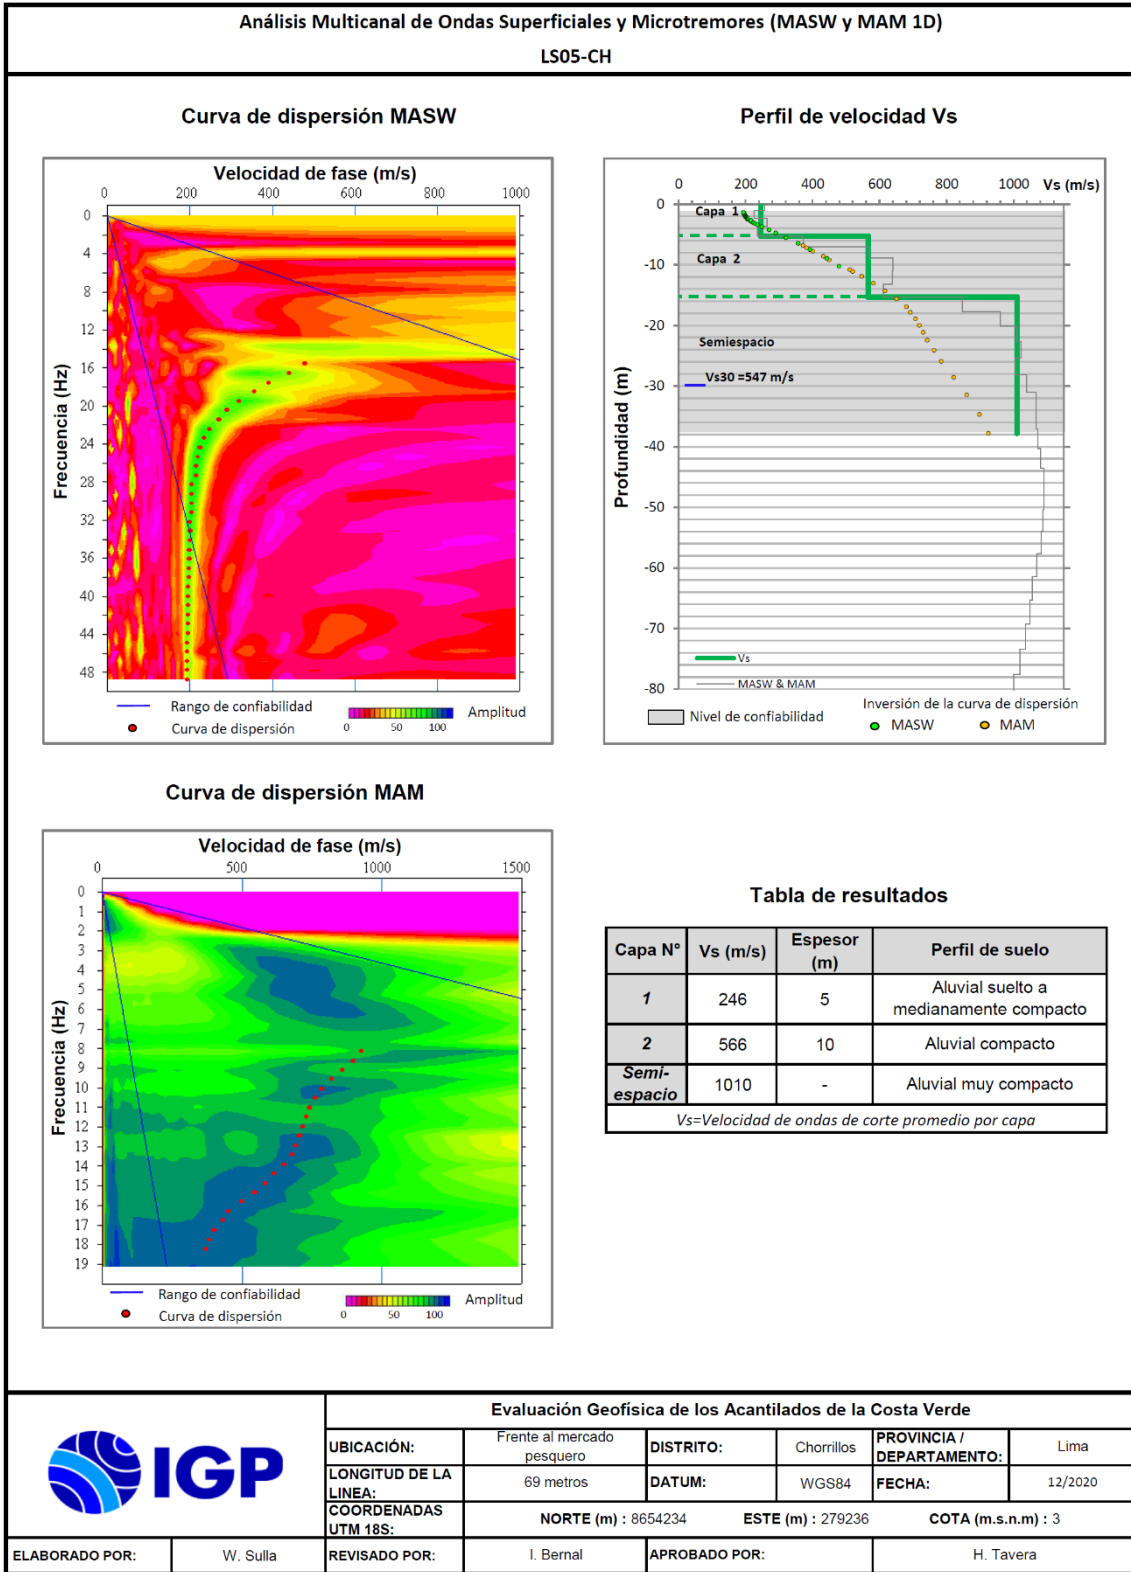 Análisis Multicanal de Ondas Superficiales y Microtremores (MASW y MAM 1D)
LS05-CH
Curva de dispersión MASW
Velocidad de fase (m/s)
0 200 400 600 800 1000
Frecuencia (Hz)
0
4
8
12
16
20
24
28
32
36
40
44
48
Rango de confiabilidad
Curva de dispersión
0 50 100
Amplitud
Perfil de velocidad Vs
0 200 400 600 800 1000 Vs (m/s)
Profundidad (m)
0
-10
-20
-30
-40
-50
-60
-70
-80
Capa 1
Capa 2
Semiespacio
Vs30 =547 m/s
Vs
MASW & MAM
Nivel de confiabilidad
Inversión de la curva de dispersión
MASW MAM
Curva de dispersión MAM
Velocidad de fase (m/s)
0 500 1000 1500
Frecuencia (Hz)
0
1
2
3
4
5
6
7
8
9
10
11
12
13
14
15
16
17
18
19
Rango de confiabilidad
Curva de dispersión
0 50 100
Amplitud
Tabla de resultados
Capa N° Vs (m/s) Espesor (m) Perfil de suelo
1 246 5 Aluvial suelto a medianamente compacto
2 566 10 Aluvial compacto
Semi-espacio 1010 - Aluvial muy compacto
Vs=Velocidad de ondas de corte promedio por capa
IGP
Evaluación Geofísica de los Acantilados de la Costa Verde
UBICACIÓN: Frente al mercado pesquero DISTRITO: Chorrillos PROVINCIA / DEPARTAMENTO: Lima
LONGITUD DE LA LINEA: 69 metros DATUM: WGS84 FECHA: 12/2020
COORDENADAS UTM 18S: NORTE (m) : 8654234 ESTE (m) : 279236 COTA (m.s.n.m) : 3
ELABORADO POR: W. Sulla REVISADO POR: I. Bernal APROBADO POR: H. Tavera